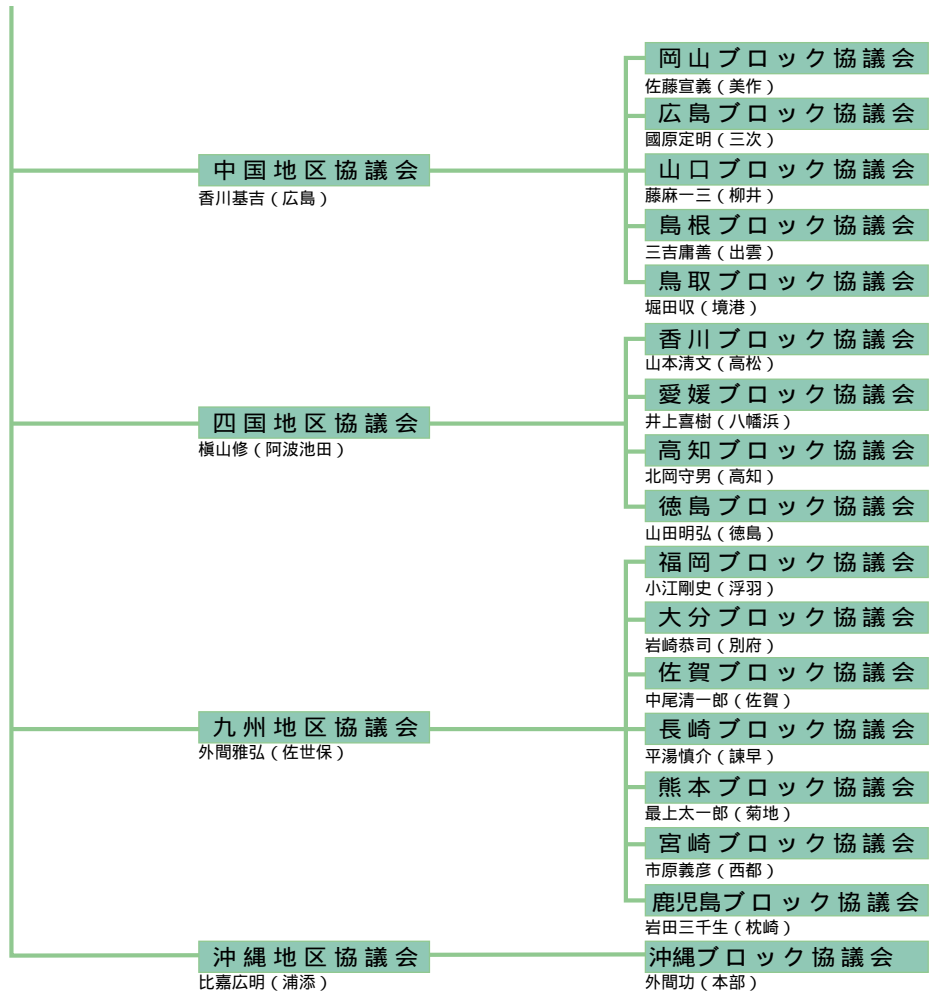 岡山ブロック協議会
佐藤宣義（美作）
広島ブロック協議会
國原定明（三次）
中国地区協議会
香川基吉（広島）
山口ブロック協議会
藤麻一三（柳井）
島根ブロック協議会
三吉庸善（出雲）
鳥取ブロック協議会
堀田収（境港）
香川ブロック協議会
山本淸文（高松）
愛媛ブロック協議会
井上喜樹（八幡浜）
四国地区協議会
槇山修（阿波池田）
高知ブロック協議会
北岡守男（高知）
徳島ブロック協議会
山田明弘（徳島）
福岡ブロック協議会
小江剛史（浮羽）
大分ブロック協議会
岩崎恭司（別府）
佐賀ブロック協議会
中尾清一郎（佐賀）
九州地区協議会
外間雅弘（佐世保）
長崎ブロック協議会
平湯慎介（諫早）
熊本ブロック協議会
最上太一郎（菊地）
宮崎ブロック協議会
市原義彦（西都）
鹿児島ブロック協議会
岩田三千生（枕崎）
沖縄地区協議会
比嘉広明（浦添）
沖縄ブロック協議会
外間功（本部）